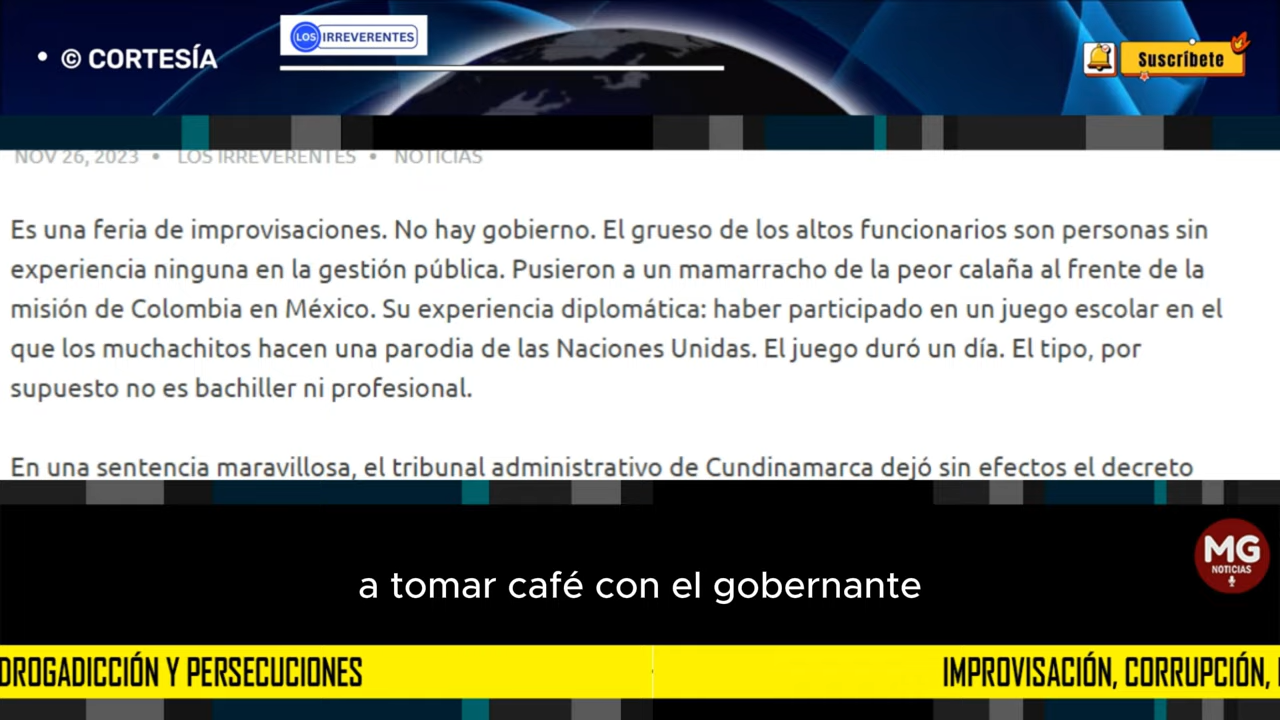 • © CORTESÍA
LOS IRREVERENTES
Suscríbete
NOV 26, 2023 • LOS IRREVERENTES • NOTICIAS
Es una feria de improvisaciones. No hay gobierno. El grueso de los altos funcionarios son personas sin
experiencia ninguna en la gestión pública. Pusieron a un mamarracho de la peor calaña al frente de la
misión de Colombia en México. Su experiencia diplomática: haber participado en un juego escolar en el
que los muchachitos hacen una parodia de las Naciones Unidas. El juego duró un día. El tipo, por
supuesto no es bachiller ni profesional.
En una sentencia maravillosa, el tribunal administrativo de Cundinamarca dejó sin efectos el decreto
MG
NOTICIAS
a tomar café con el gobernante
DROGADICCIÓN Y PERSECUCIONES
IMPROVISACIÓN, CORRUPCIÓN,